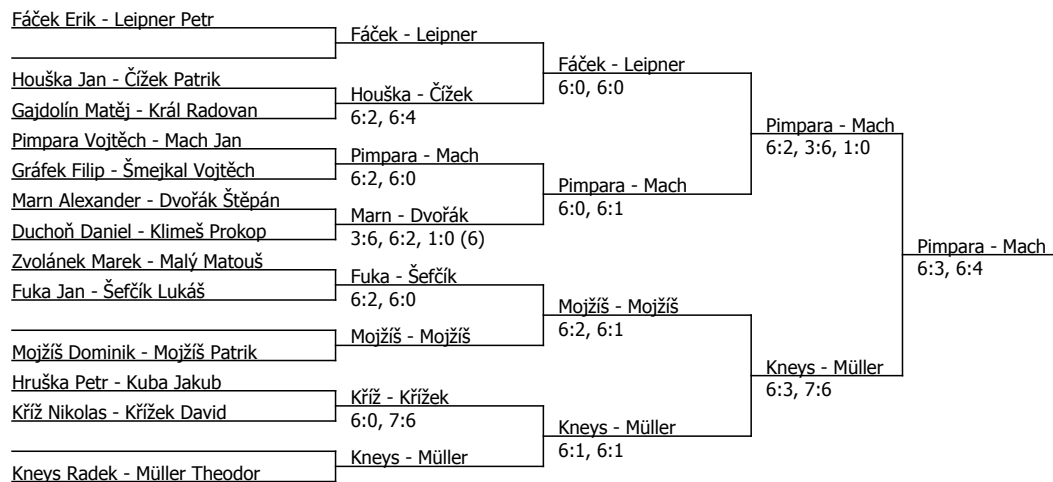 Fáček Erik - Leipner Petr
Houška Jan - Čížek Patrik
Gajdolín Matěj - Král Radovan
Pimpara Vojtěch - Mach Jan
Gráfek Filip - Šmejkal Vojtěch
Marn Alexander - Dvořák Štěpán
Duchoň Daniel - Klimeš Prokop
Zvolánek Marek - Malý Matouš
Fuka Jan - Šefčík Lukáš
Mojžíš Dominik - Mojžíš Patrik
Hruška Petr - Kuba Jakub
Kříž Nikolas - Křížek David
Kneys Radek - Müller Theodor
Fáček - Leipner
Houška - Čížek
6:2, 6:4
Pimpara - Mach
6:2, 6:0
Marn - Dvořák
3:6, 6:2, 1:0 (6)
Fuka - Šefčík
6:2, 6:0
Mojžíš - Mojžíš
Kříž - Křížek
6:0, 7:6
Kneys - Müller
Fáček - Leipner
6:0, 6:0
Pimpara - Mach
6:0, 6:1
Mojžíš - Mojžíš
6:2, 6:1
Kneys - Müller
6:1, 6:1
Pimpara - Mach
6:2, 3:6, 1:0
Kneys - Müller
6:3, 7:6
Pimpara - Mach
6:3, 6:4